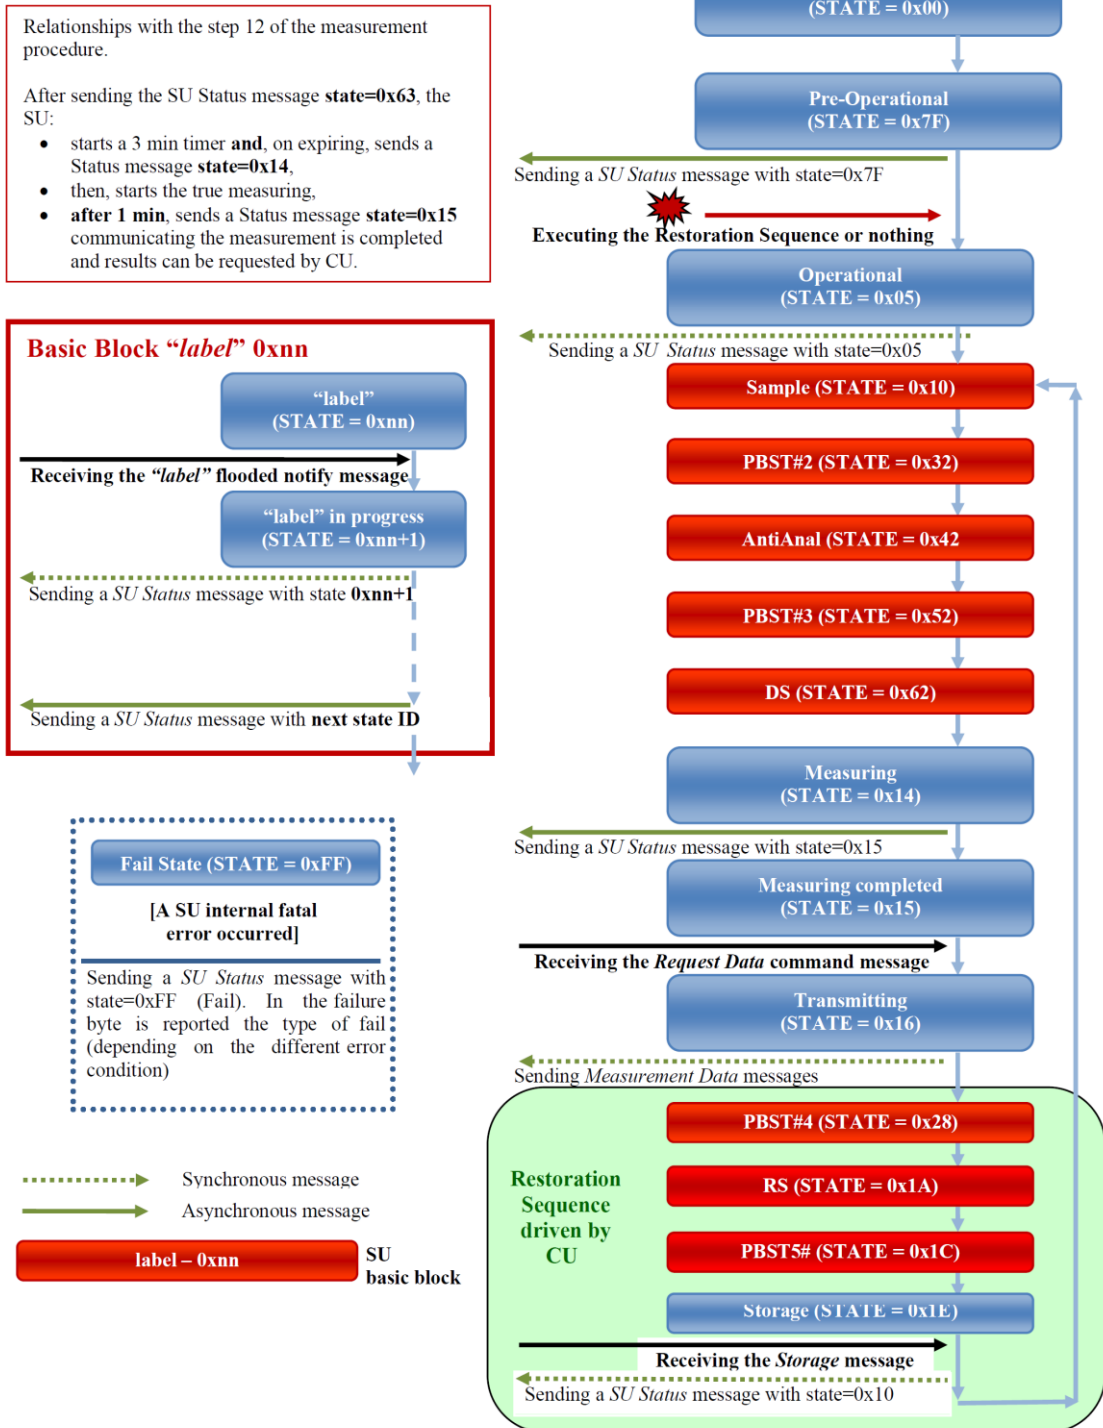 Relationships with the step 12 of the measurement
procedure.
After sending the SU Status message state=0x63, the
SU:
• starts a 3 min timer and, on expiring, sends a
Status message state=0x14,
• then, starts the true measuring,
• after 1 min, sends a Status message state=0x15
communicating the measurement is completed
and results can be requested by CU.
Basic Block “label” 0xnn
“label”
(STATE = 0xnn)
Receiving the “label” flooded notify message
“label” in progress
(STATE = 0xnn+1)
Sending a SU Status message with state 0xnn+1
Sending a SU Status message with next state ID
Fail State (STATE = 0xFF)
[A SU internal fatal
error occurred]
Sending a SU Status message with
state=0xFF (Fail). In the failure
byte is reported the type of fail
(depending on the different error
condition)
Synchronous message
Asynchronous message
label – 0xnn
SU
basic block
(STATE = 0x00)
Pre-Operational
(STATE = 0x7F)
Sending a SU Status message with state=0x7F
Executing the Restoration Sequence or nothing
Operational
(STATE = 0x05)
Sending a SU Status message with state=0x05
Sample (STATE = 0x10)
PBST#2 (STATE = 0x32)
AntiAnal (STATE = 0x42
PBST#3 (STATE = 0x52)
DS (STATE = 0x62)
Measuring
(STATE = 0x14)
Sending a SU Status message with state=0x15
Measuring completed
(STATE = 0x15)
Receiving the Request Data command message
Transmitting
(STATE = 0x16)
Sending Measurement Data messages
Restoration
Sequence
driven by
CU
PBST#4 (STATE = 0x28)
RS (STATE = 0x1A)
PBST5# (STATE = 0x1C)
Storage (STATE = 0x1E)
Receiving the Storage message
Sending a SU Status message with state=0x10